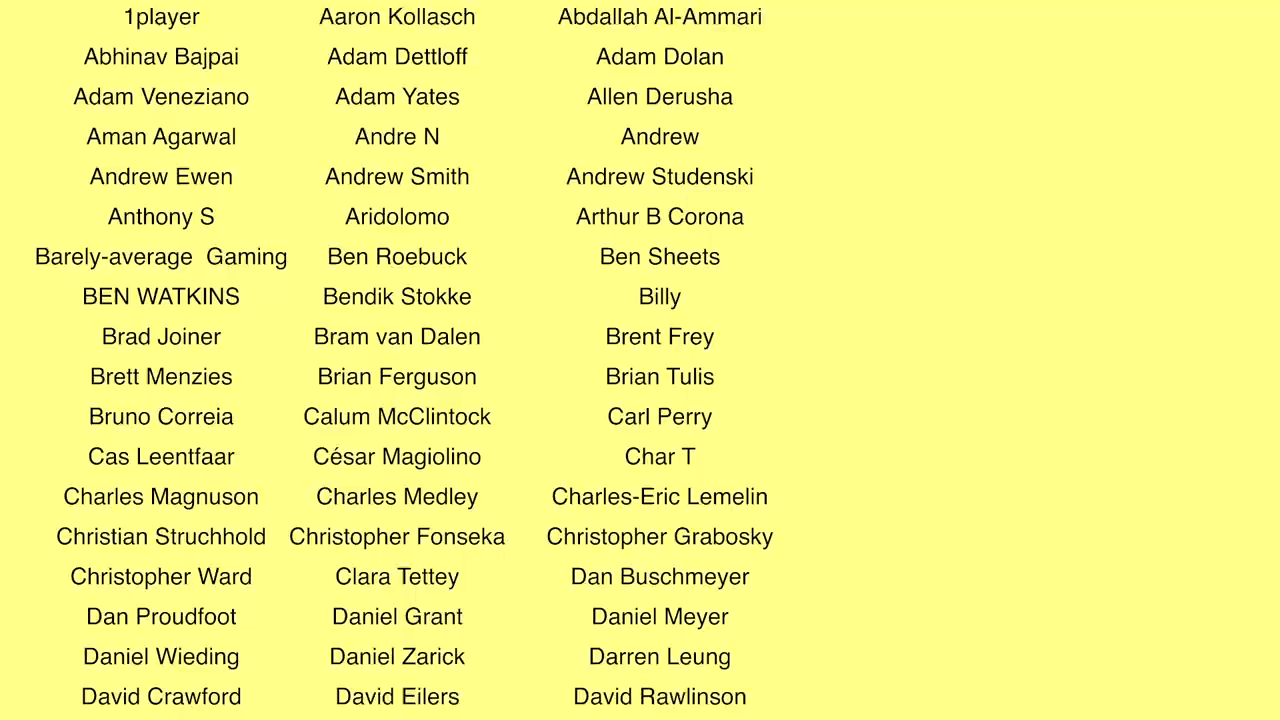 1player Aaron Kollasch Abdallah Al-Ammari
Abhinav Bajpai Adam Dettloff Adam Dolan
Adam Veneziano Adam Yates Allen Derusha
Aman Agarwal Andre N Andrew
Andrew Ewen Andrew Smith Andrew Studenski
Anthony S Aridolomo Arthur B Corona
Barely-average  Gaming Ben Roebuck Ben Sheets
BEN WATKINS Bendik Stokke Billy
Brad Joiner Bram van Dalen Brent Frey
Brett Menzies Brian Ferguson Brian Tulis
Bruno Correia Calum McClintock Carl Perry
Cas Leentfaar César Magiolino Char T
Charles Magnuson Charles Medley Charles-Eric Lemelin
Christian Struchhold Christopher Fonseka Christopher Grabosky
Christopher Ward Clara Tettey Dan Buschmeyer
Dan Proudfoot Daniel Grant Daniel Meyer
Daniel Wieding Daniel Zarick Darren Leung
David Crawford David Eilers David Rawlinson